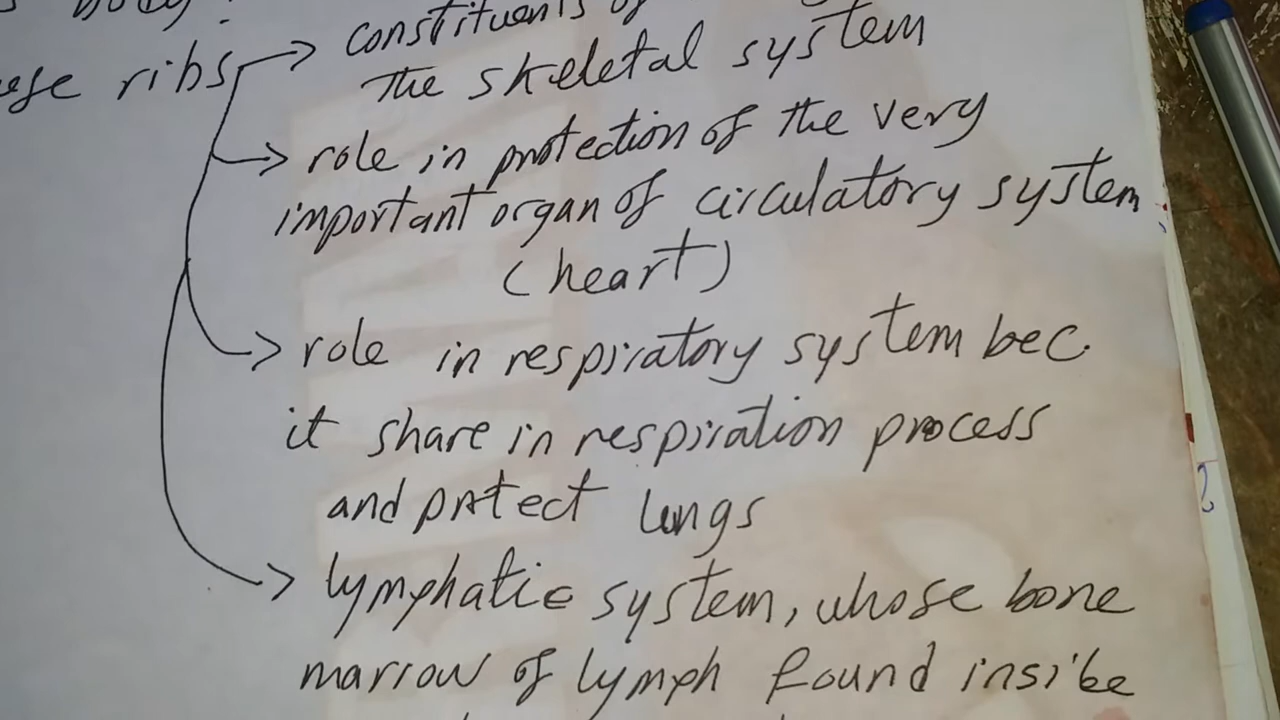 body?
constituents of
ribs → the skeletal system
→ role in protection of the very
important organ of circulatory system
(heart)
→ role in respiratory system bec.
it share in respiration process
and protect lungs
→ lymphatic system, whose bone
marrow of lymph found inside